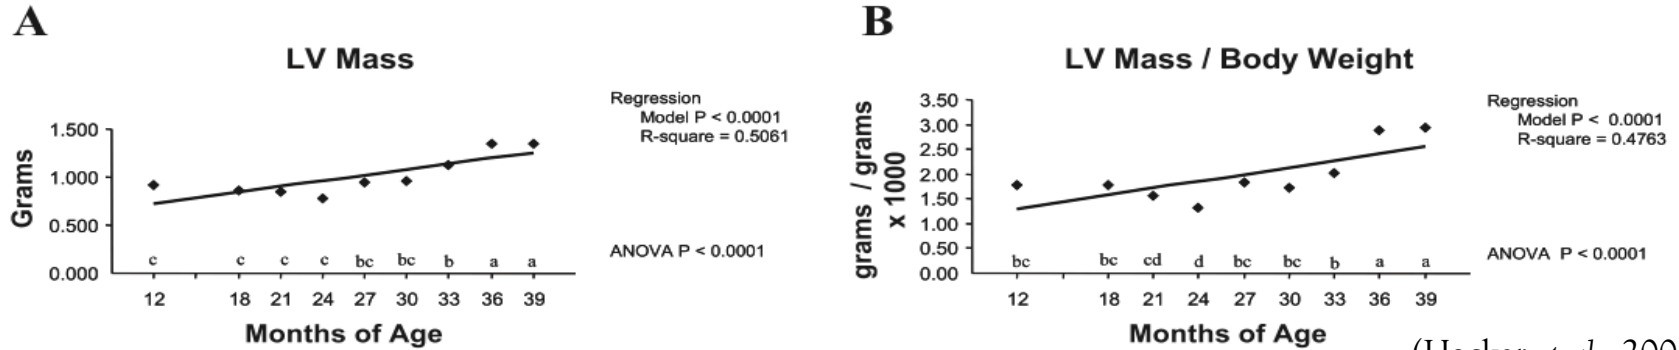 A
LV Mass
Grams
1.500
1.000
0.500
0.000
c c c c bc bc b a a
12 18 21 24 27 30 33 36 39
Months of Age
Regression
Model P < 0.0001
R-square = 0.5061
ANOVA P < 0.0001
B
LV Mass / Body Weight
grams / grams
x 1000
3.50
3.00
2.50
2.00
1.50
1.00
0.50
0.00
bc bc cd d bc bc b a a
12 18 21 24 27 30 33 36 39
Months of Age
Regression
Model P < 0.0001
R-square = 0.4763
ANOVA P < 0.0001